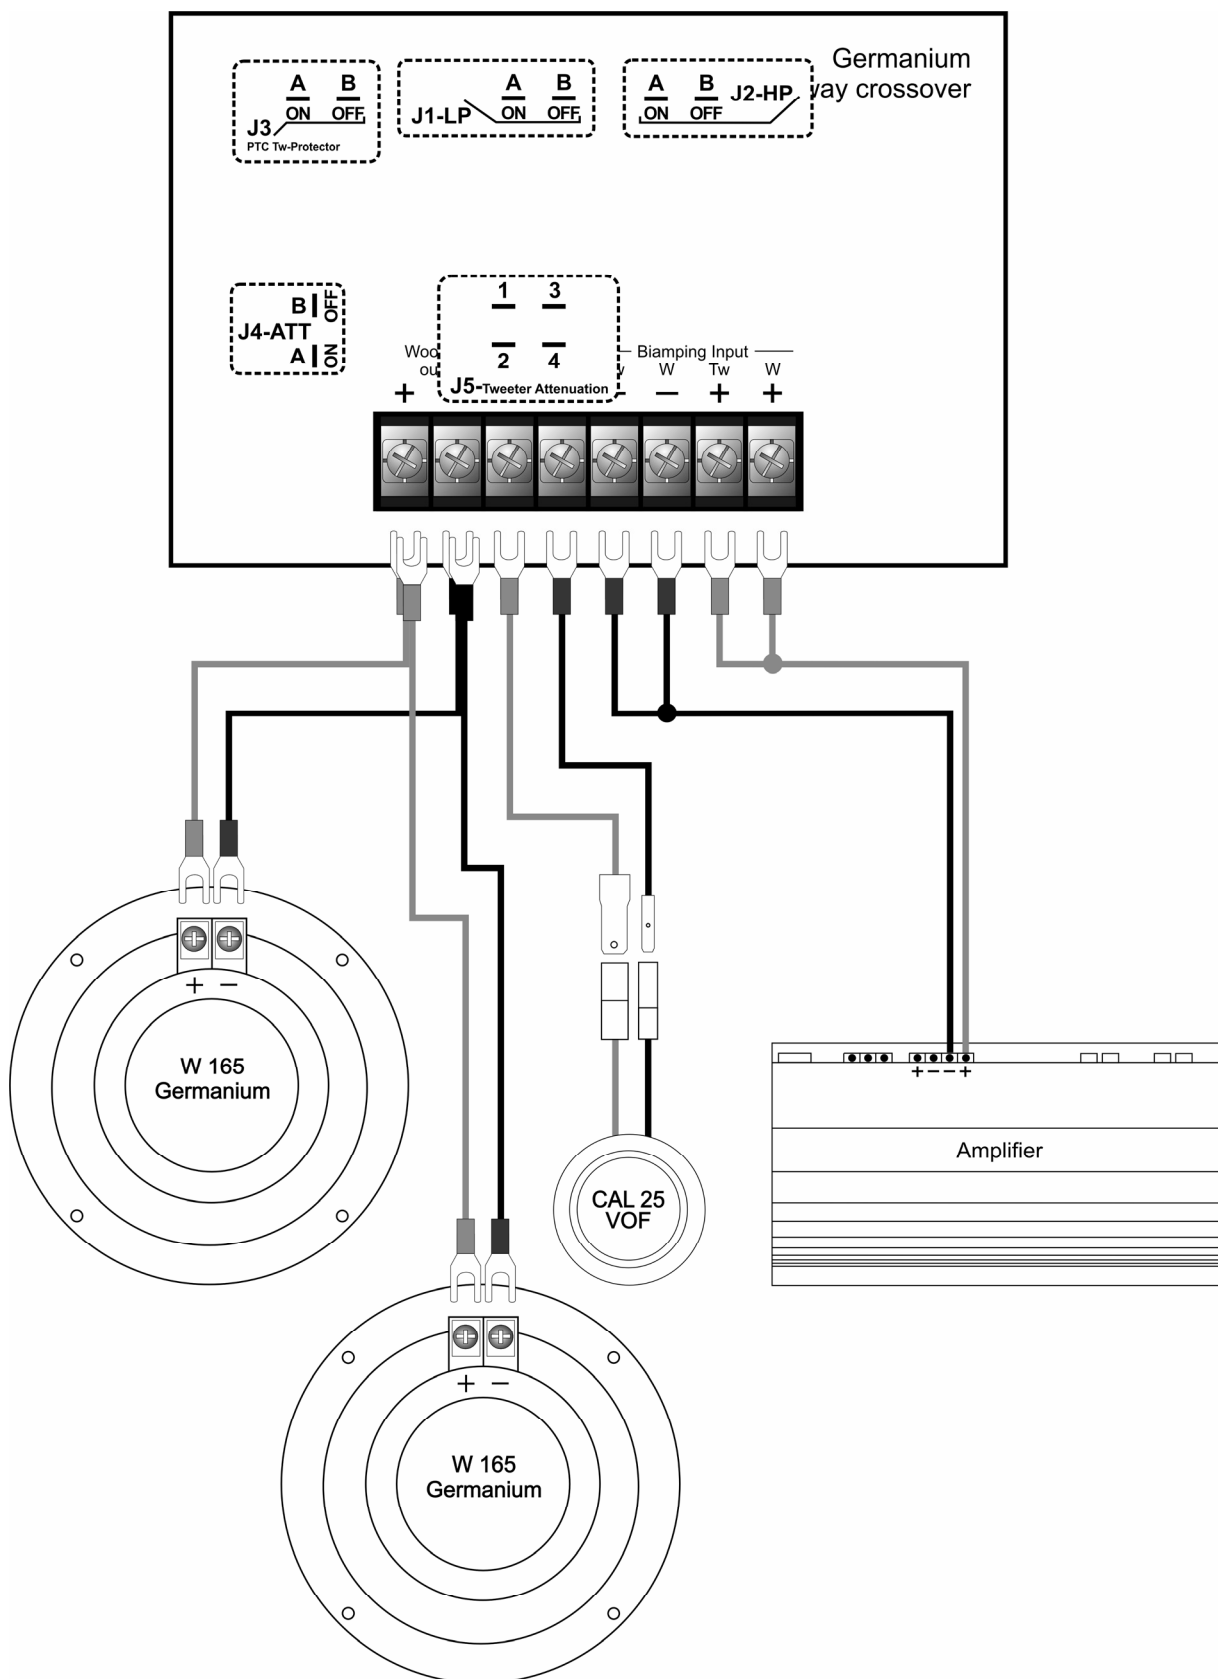 Germanium
way crossover
A B
ON OFF
J3
PTC Tw-Protector
A B
J1-LP ON OFF
A B J2-HP
ON OFF
B OFF
J4-ATT
A ON
1 3
2 4
J5-Tweeter Attenuation
Biamping Input
W Tw W
+ − − + +
W 165
Germanium
+ −
CAL 25
VOF
+ − − +
Amplifier
+ −
W 165
Germanium